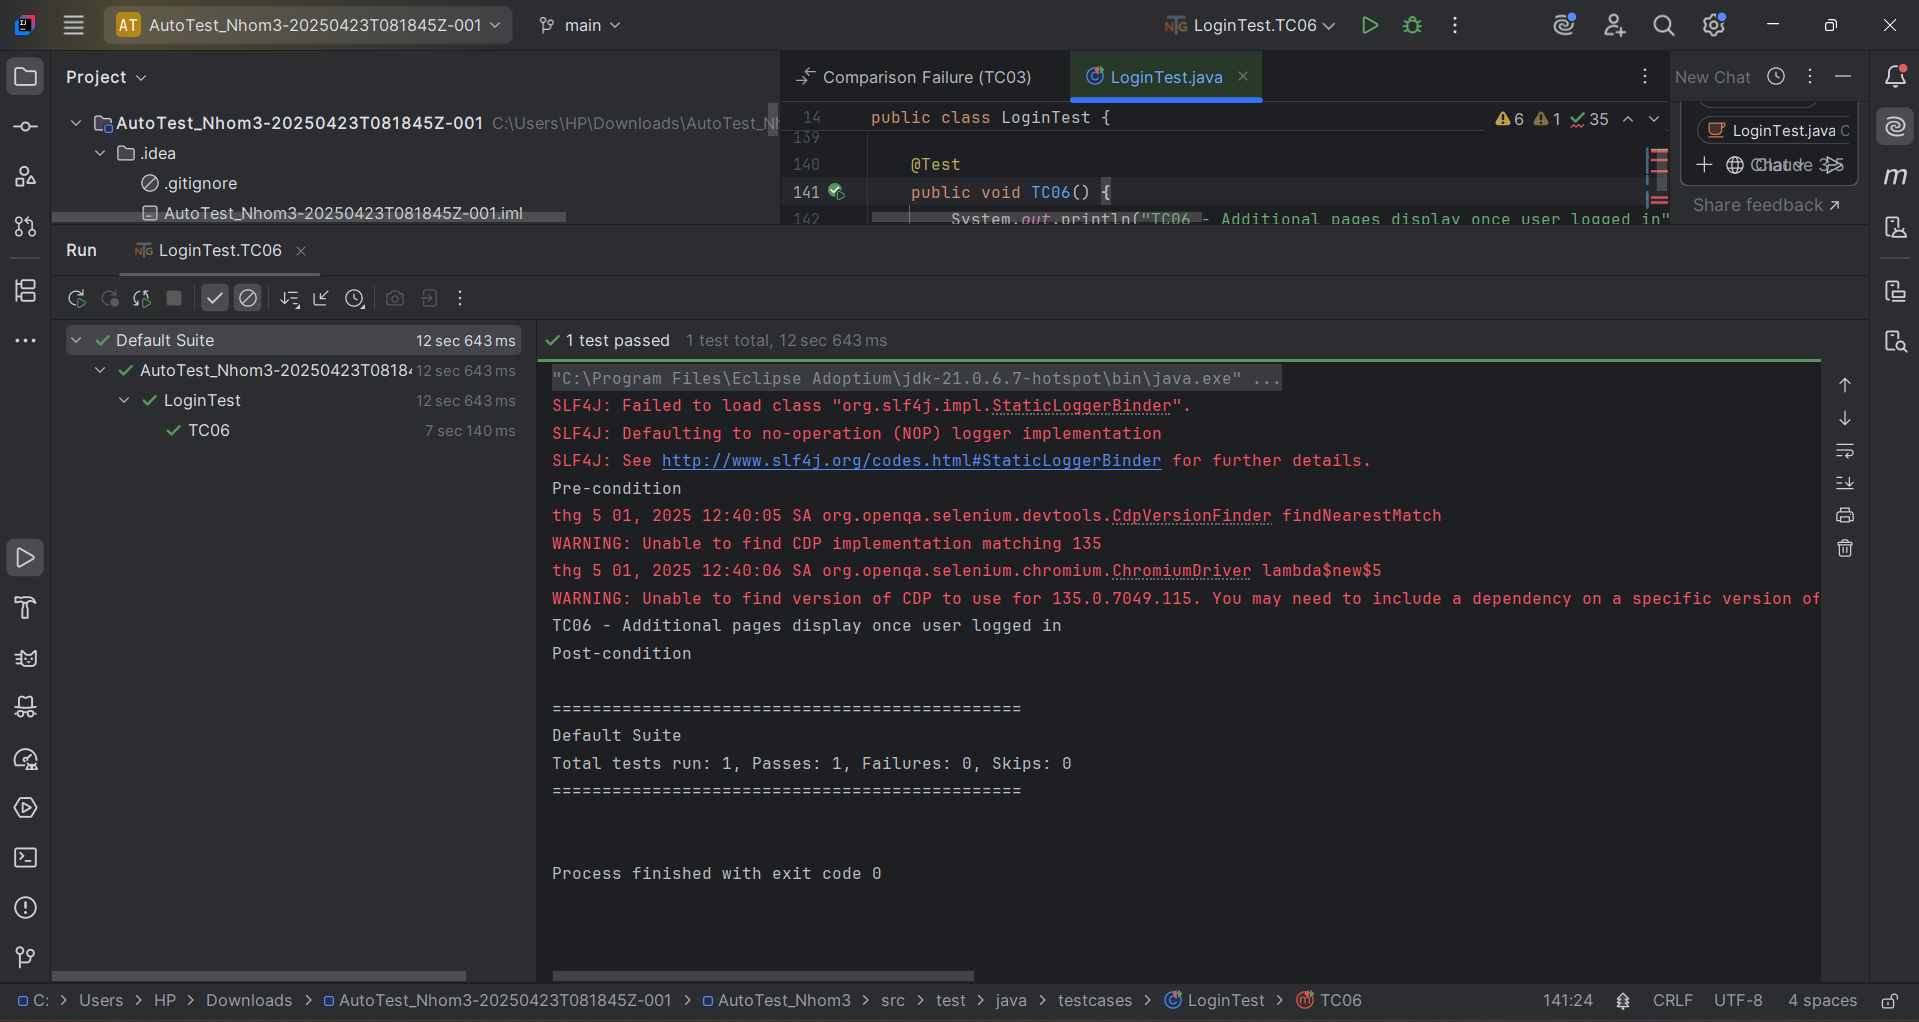 AT AutoTest_Nhom3-20250423T081845Z-001 main LoginTest.TC06
Project
Comparison Failure (TC03) LoginTest.java New Chat
AutoTest_Nhom3-20250423T081845Z-001 C:\Users\HP\Downloads\AutoTest_Nh
14 public class LoginTest { 6 1 35
139
LoginTest.java C
.idea
140 @Test
Claude 3.5
.gitignore
141 public void TC06() {
AutoTest_Nhom3-20250423T081845Z-001.iml
142 System.out.println("TC06 - Additional pages display once user logged in"
Share feedback ↗
Run LoginTest.TC06
Default Suite 12 sec 643 ms
1 test passed 1 test total, 12 sec 643 ms
AutoTest_Nhom3-20250423T0818 12 sec 643 ms
LoginTest 12 sec 643 ms
TC06 7 sec 140 ms
"C:\Program Files\Eclipse Adoptium\jdk-21.0.6.7-hotspot\bin\java.exe" ...
SLF4J: Failed to load class "org.slf4j.impl.StaticLoggerBinder".
SLF4J: Defaulting to no-operation (NOP) logger implementation
SLF4J: See http://www.slf4j.org/codes.html#StaticLoggerBinder for further details.
Pre-condition
thg 5 01, 2025 12:40:05 SA org.openqa.selenium.devtools.CdpVersionFinder findNearestMatch
WARNING: Unable to find CDP implementation matching 135
thg 5 01, 2025 12:40:06 SA org.openqa.selenium.chromium.ChromiumDriver lambda$new$5
WARNING: Unable to find version of CDP to use for 135.0.7049.115. You may need to include a dependency on a specific version of
TC06 - Additional pages display once user logged in
Post-condition
===============================================
Default Suite
Total tests run: 1, Passes: 1, Failures: 0, Skips: 0
===============================================
Process finished with exit code 0
C: > Users > HP > Downloads > AutoTest_Nhom3-20250423T081845Z-001 > AutoTest_Nhom3 > src > test > java > testcases > LoginTest > TC06 141:24 CRLF UTF-8 4 spaces